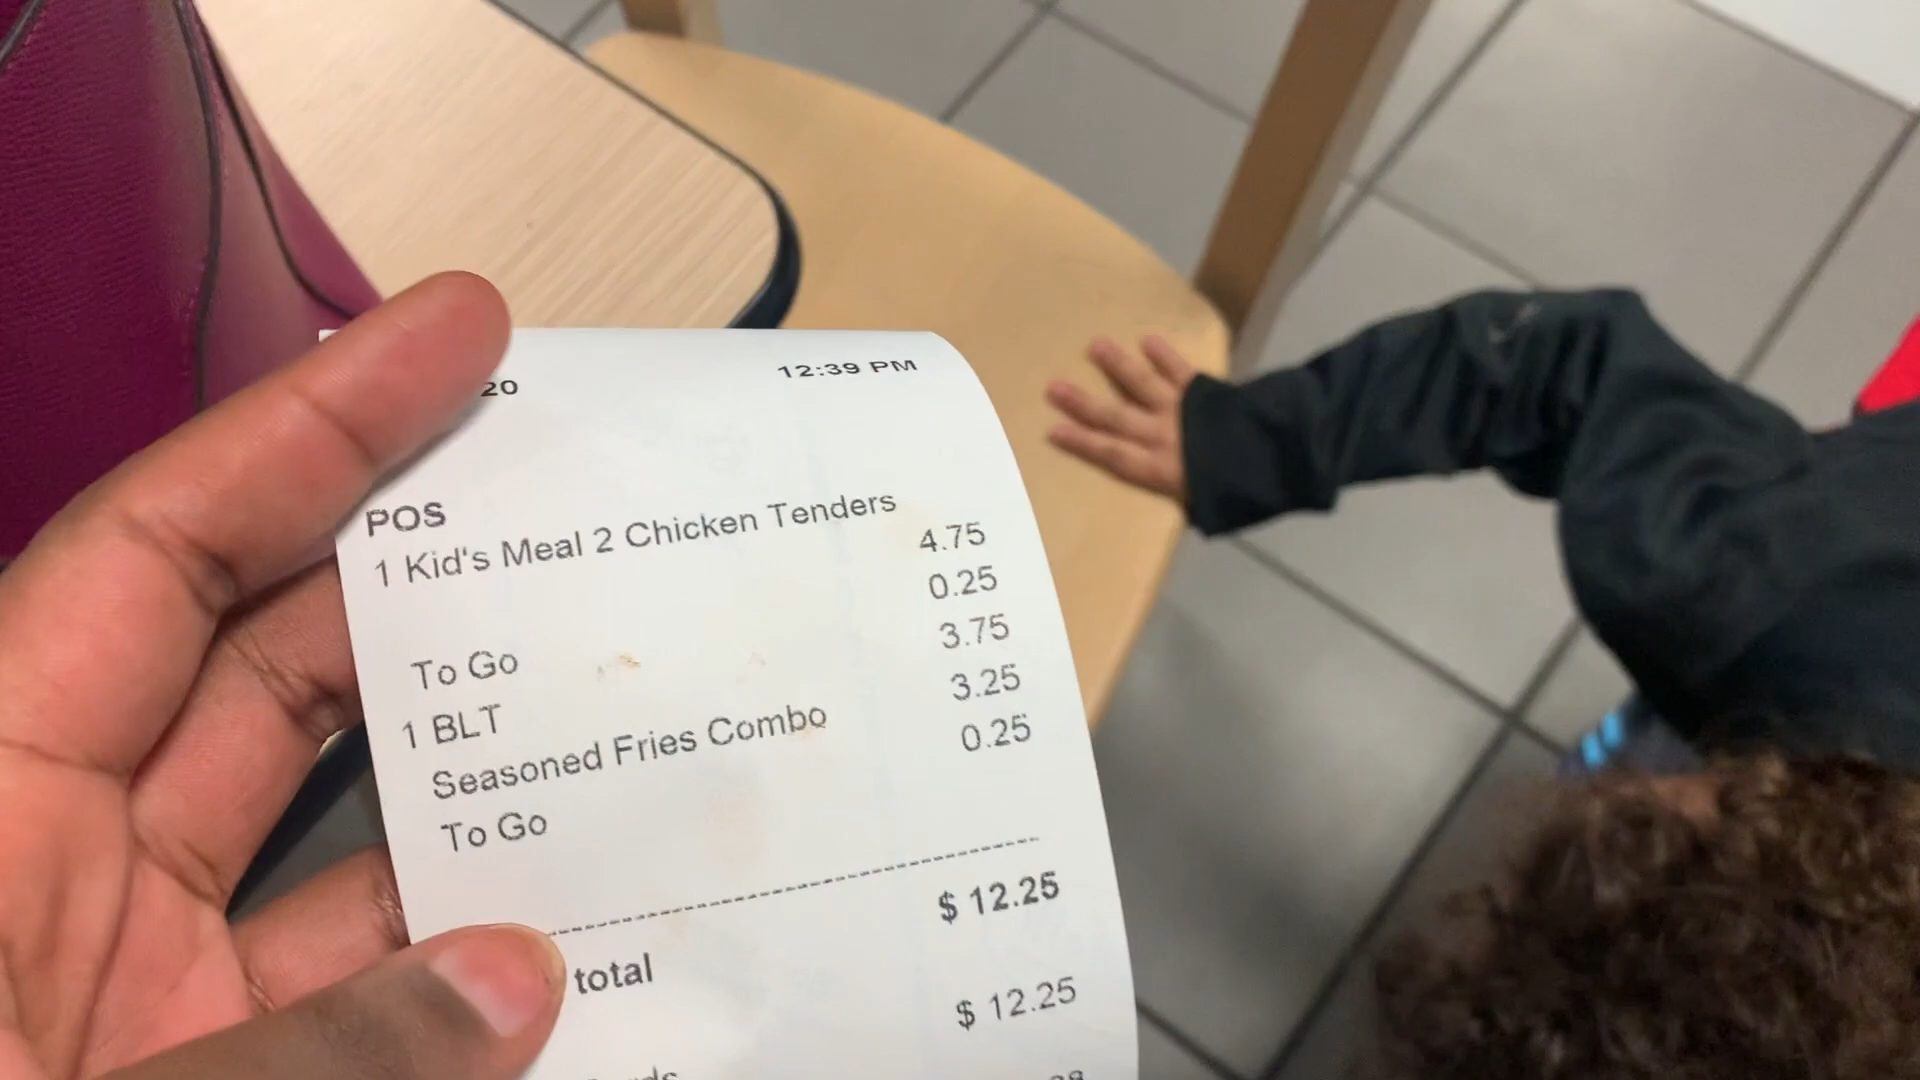 20 12:39 PM
POS
1 Kid's Meal 2 Chicken Tenders
4.75
To Go 0.25
1 BLT 3.75
Seasoned Fries Combo 3.25
To Go 0.25
$ 12.25
total
$ 12.25